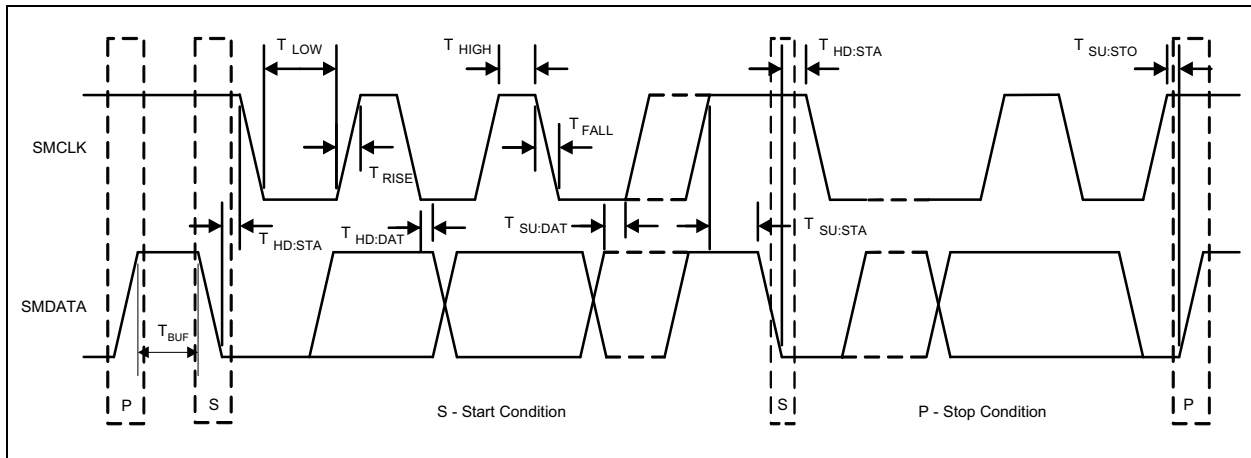 T LOW
T HIGH
T HD:STA
T SU:STO
SMCLK
T FALL
T RISE
T HD:STA
T HD:DAT
T SU:DAT
T SU:STA
SMDATA
T BUF
P
S
S - Start Condition
S
P - Stop Condition
P